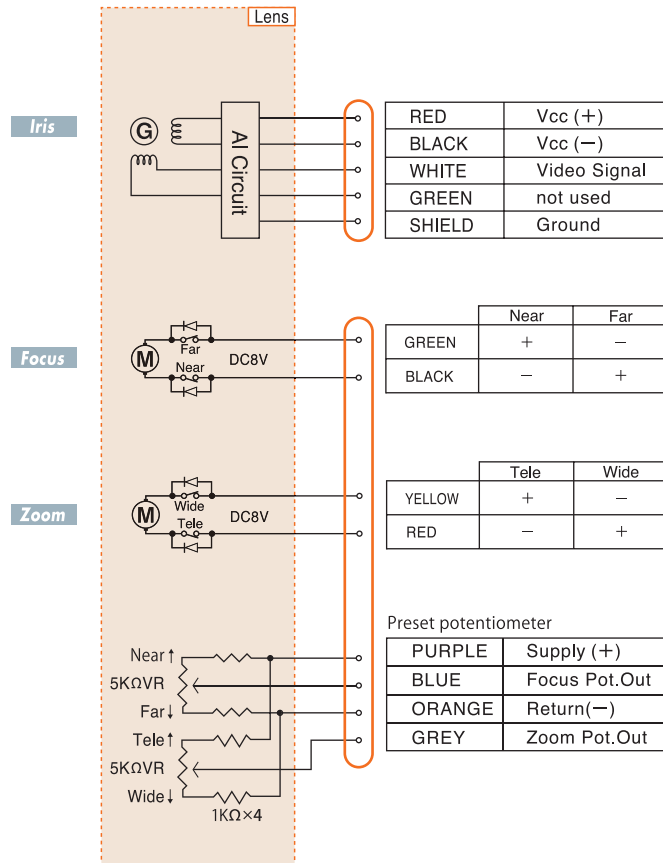 Lens
Iris
G
AI Circuit
RED Vcc (+)
BLACK Vcc (−)
WHITE Video Signal
GREEN not used
SHIELD Ground
Focus
M
Far
Near
DC8V
Near Far
GREEN + −
BLACK − +
Zoom
M
Wide
Tele
DC8V
Tele Wide
YELLOW + −
RED − +
Preset potentiometer
PURPLE Supply (+)
BLUE Focus Pot.Out
ORANGE Return(−)
GREY Zoom Pot.Out
Near↑
5KΩVR
Far↓
Tele↑
5KΩVR
Wide↓
1KΩ×4